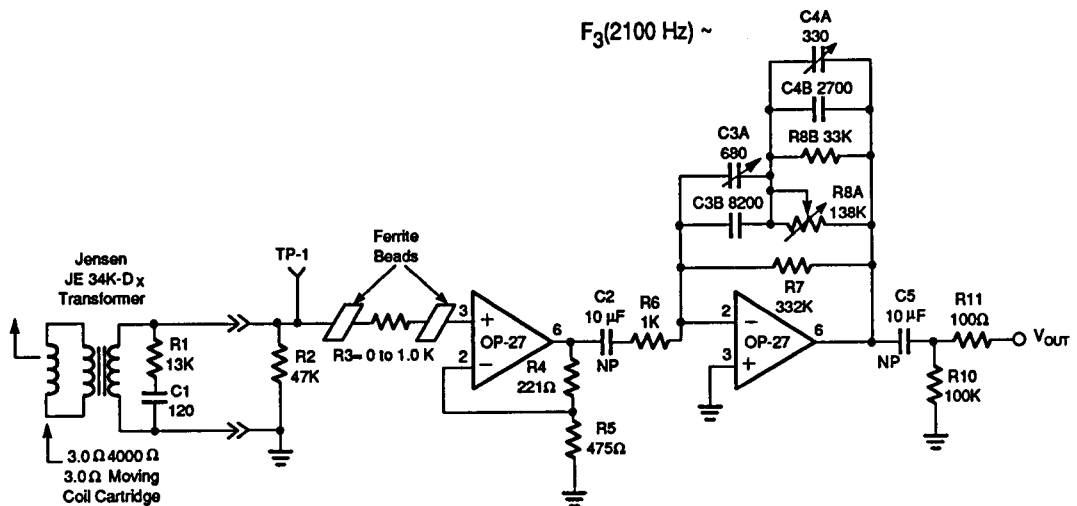 F3(2100 Hz) ~
C4A
330
C4B 2700
R8B 33K
C3A
680
C3B 8200
R8A
138K
R7
332K
Jensen
JE 34K-Dx
Transformer
TP-1
Ferrite
Beads
R1
13K
C1
120
R2
47K
R3= 0 to 1.0 K
3
+
2
−
OP-27
6
R4
221Ω
R5
475Ω
C2
10 µF
NP
R6
1K
2
−
3
+
OP-27
6
C5
10 µF
NP
R11
100Ω
R10
100K
VOUT
3.0 Ω 4000 Ω
3.0 Ω Moving
Coil Cartridge